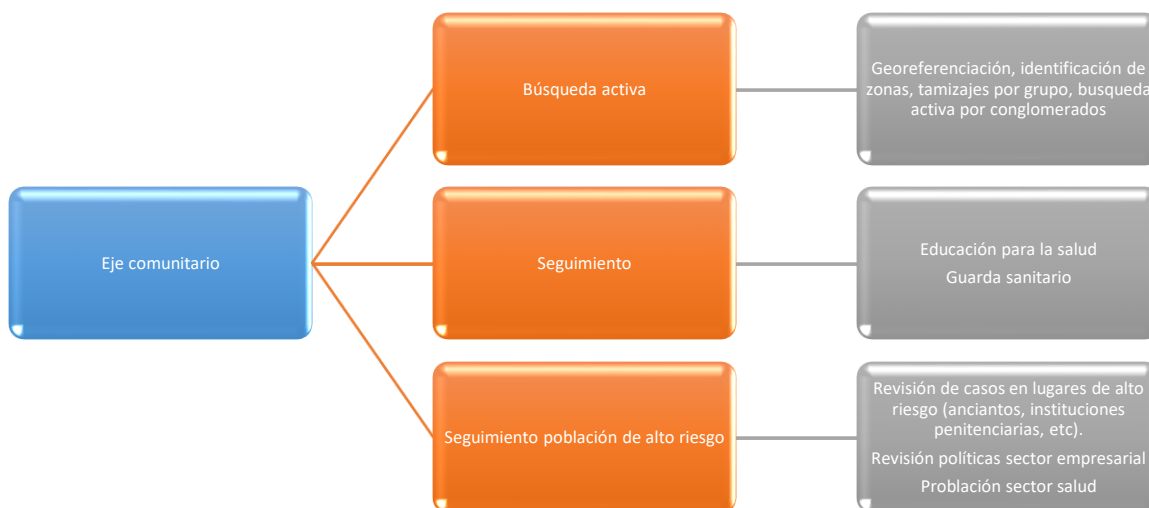 Eje comunitario
Búsqueda activa
Georeferenciación, identificación de
zonas, tamizajes por grupo, busqueda
activa por conglomerados
Seguimiento
Educación para la salud
Guarda sanitario
Seguimiento población de alto riesgo
Revisión de casos en lugares de alto
riesgo (anciantos, instituciones
penitenciarias, etc).
Revisión políticas sector empresarial
Problación sector salud